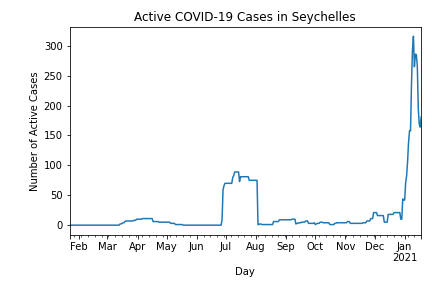 Active COVID-19 Cases in Seychelles
Number of Active Cases
300
250
200
150
100
50
0
Feb Mar Apr May Jun Jul Aug Sep Oct Nov Dec Jan
2021
Day